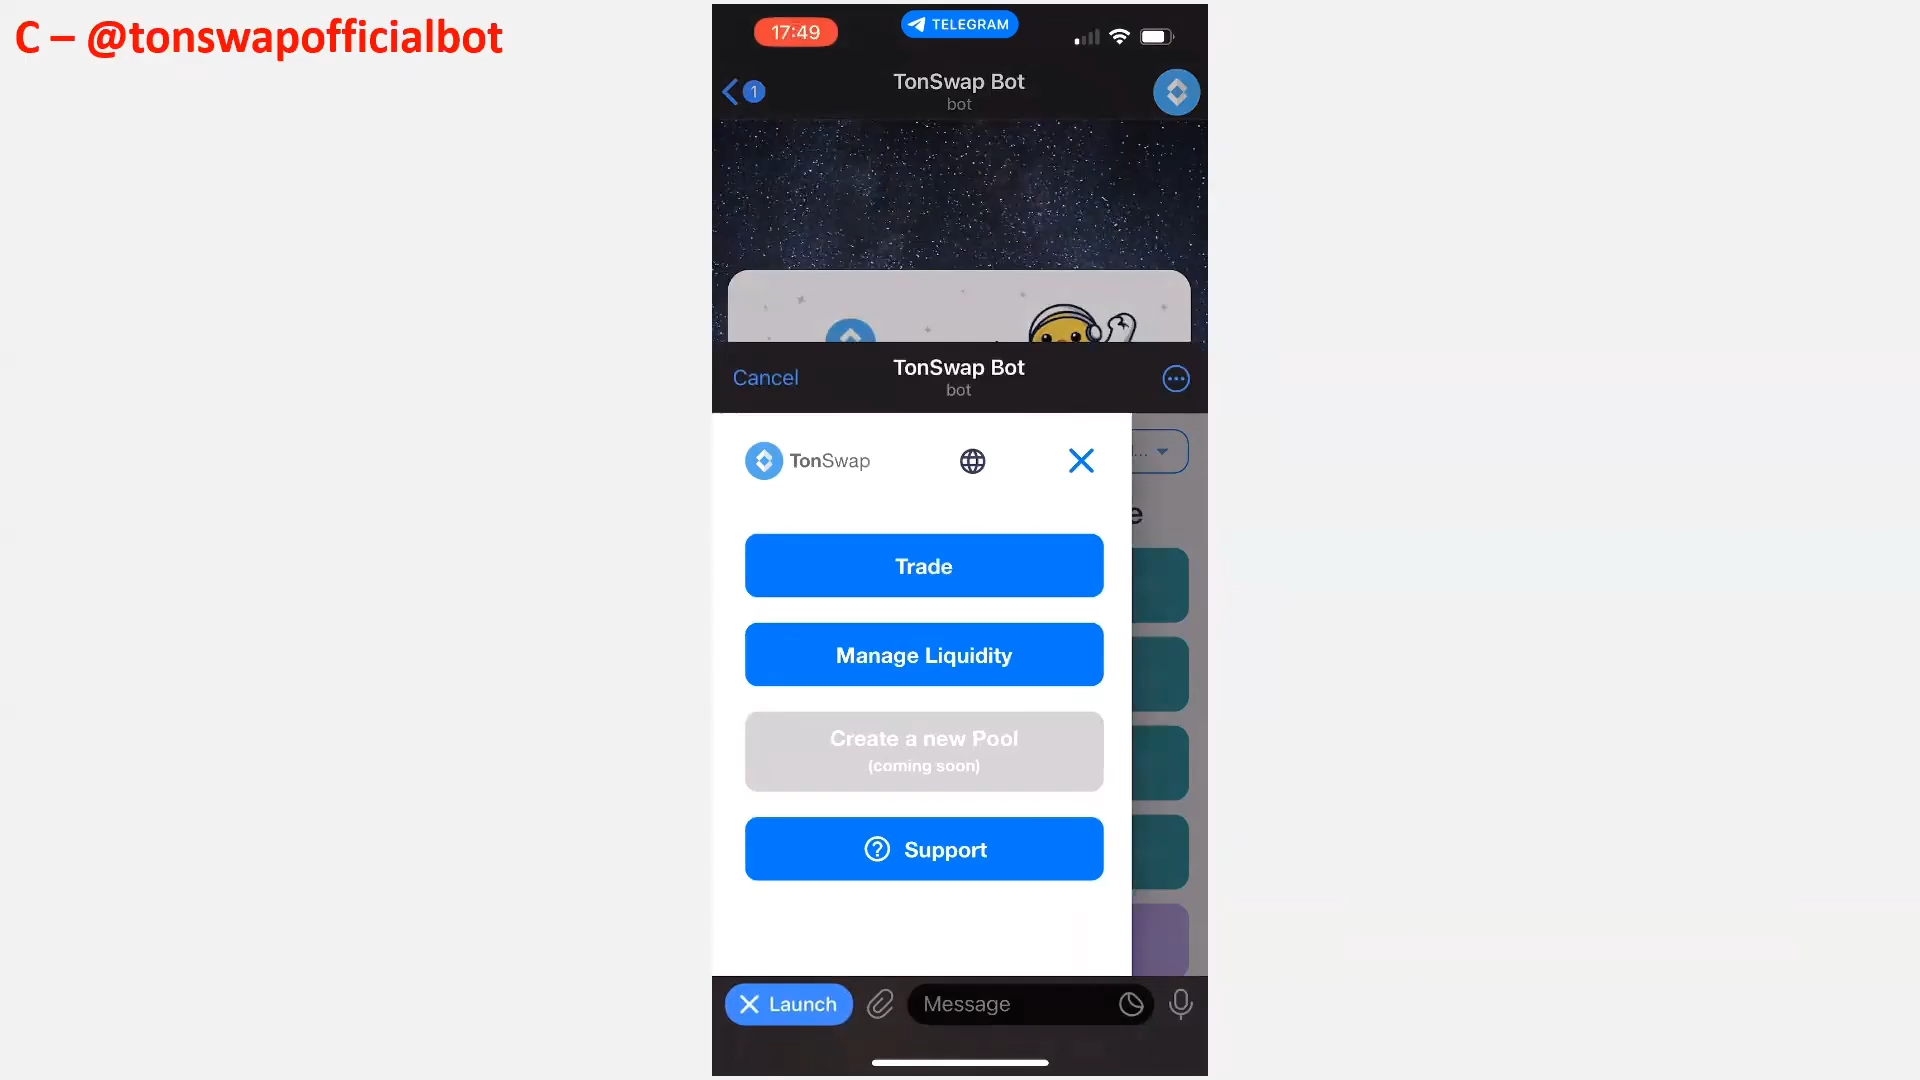 C – @tonswapofficialbot
17:49
TELEGRAM
1
TonSwap Bot
bot
Cancel
TonSwap Bot
bot
TonSwap
...
e
Trade
Manage Liquidity
Create a new Pool
(coming soon)
Support
Launch
Message